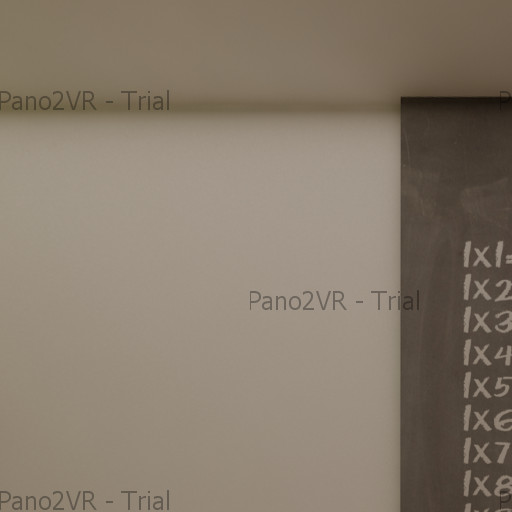 Pano2VR - Trial
P
1x1=
1x2
Pano2VR - Trial
1x3
1x4
1x5
1x6
1x7
1x8
Pano2VR - Trial